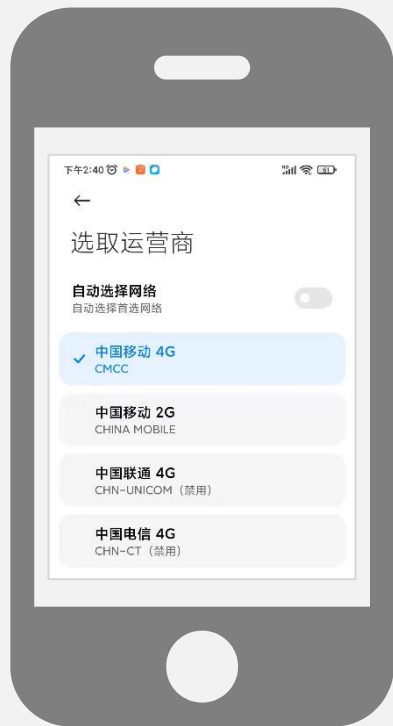 下午2:40
选取运营商
自动选择网络
自动选择首选网络
中国移动 4G
CMCC
中国移动 2G
CHINA MOBILE
中国联通 4G
CHN-UNICOM（禁用）
中国电信 4G
CHN-CT（禁用）